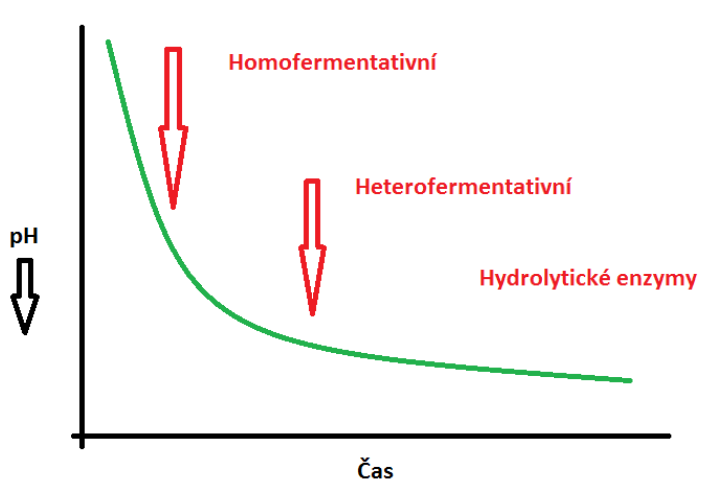 Homofermentativní
Heterofermentativní
pH
Hydrolytické enzymy
Čas